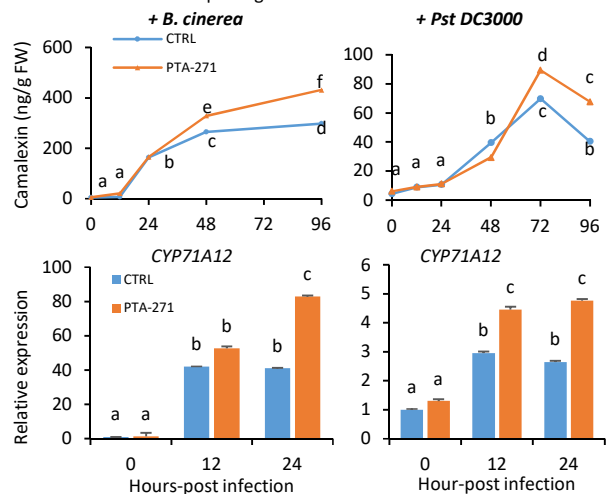 + B. cinerea
+ Pst DC3000
Camalexin (ng/g FW)
600
400
200
0
CTRL
PTA-271
a
a
b
e
c
f
d
0
24
48
72
96
100
80
60
40
20
0
a
a
a
b
d
c
c
b
0
12
24
36
48
60
72
84
96
CYP71A12
CYP71A12
Relative expression
100
80
60
40
20
0
CTRL
PTA-271
a
a
b
b
b
c
0
12
24
Hours-post infection
6
5
4
3
2
1
0
a
a
b
c
b
c
0
12
24
Hour-post infection